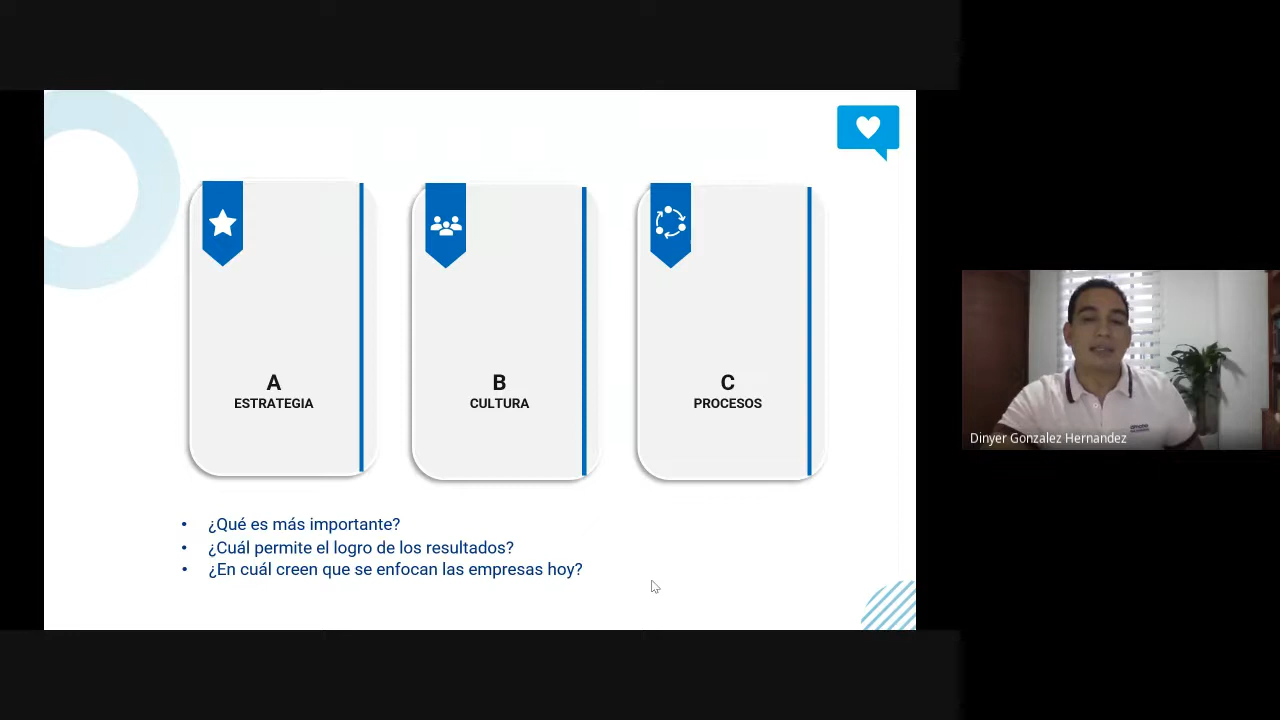 A
ESTRATEGIA
B
CULTURA
C
PROCESOS
• ¿Qué es más importante?
• ¿Cuál permite el logro de los resultados?
• ¿En cuál creen que se enfocan las empresas hoy?
Dinyer Gonzalez Hernandez